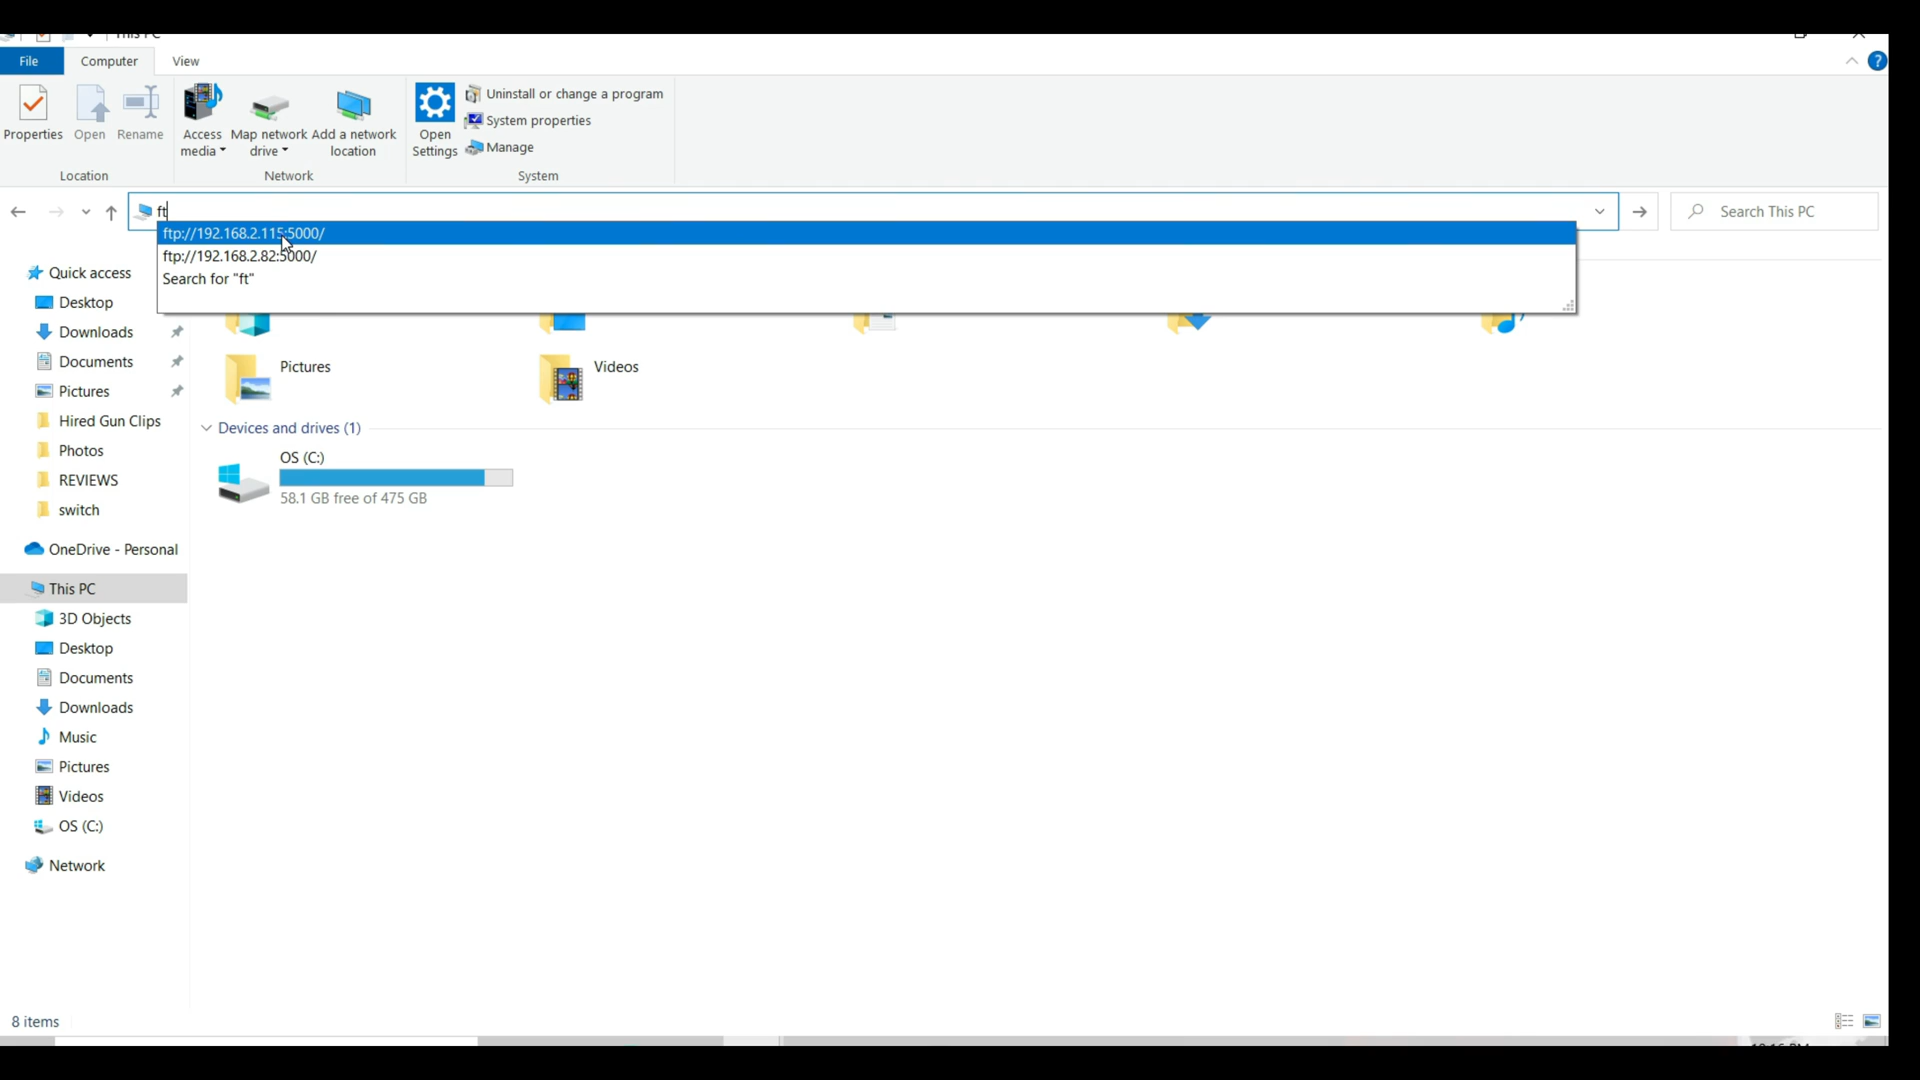 This PC
File Computer View
Properties Open Rename Access media Map network drive Add a network location Open Settings Uninstall or change a program
System properties
Manage
Location Network System
ft
Search This PC
ftp://192.168.2.115:5000/
ftp://192.168.2.82:5000/
Search for "ft"
Quick access
Desktop
Downloads
Documents
Pictures
Hired Gun Clips
Photos
REVIEWS
switch
OneDrive - Personal
This PC
3D Objects
Desktop
Documents
Downloads
Music
Pictures
Videos
OS (C:)
Network
Pictures
Videos
Devices and drives (1)
OS (C:)
58.1 GB free of 475 GB
8 items